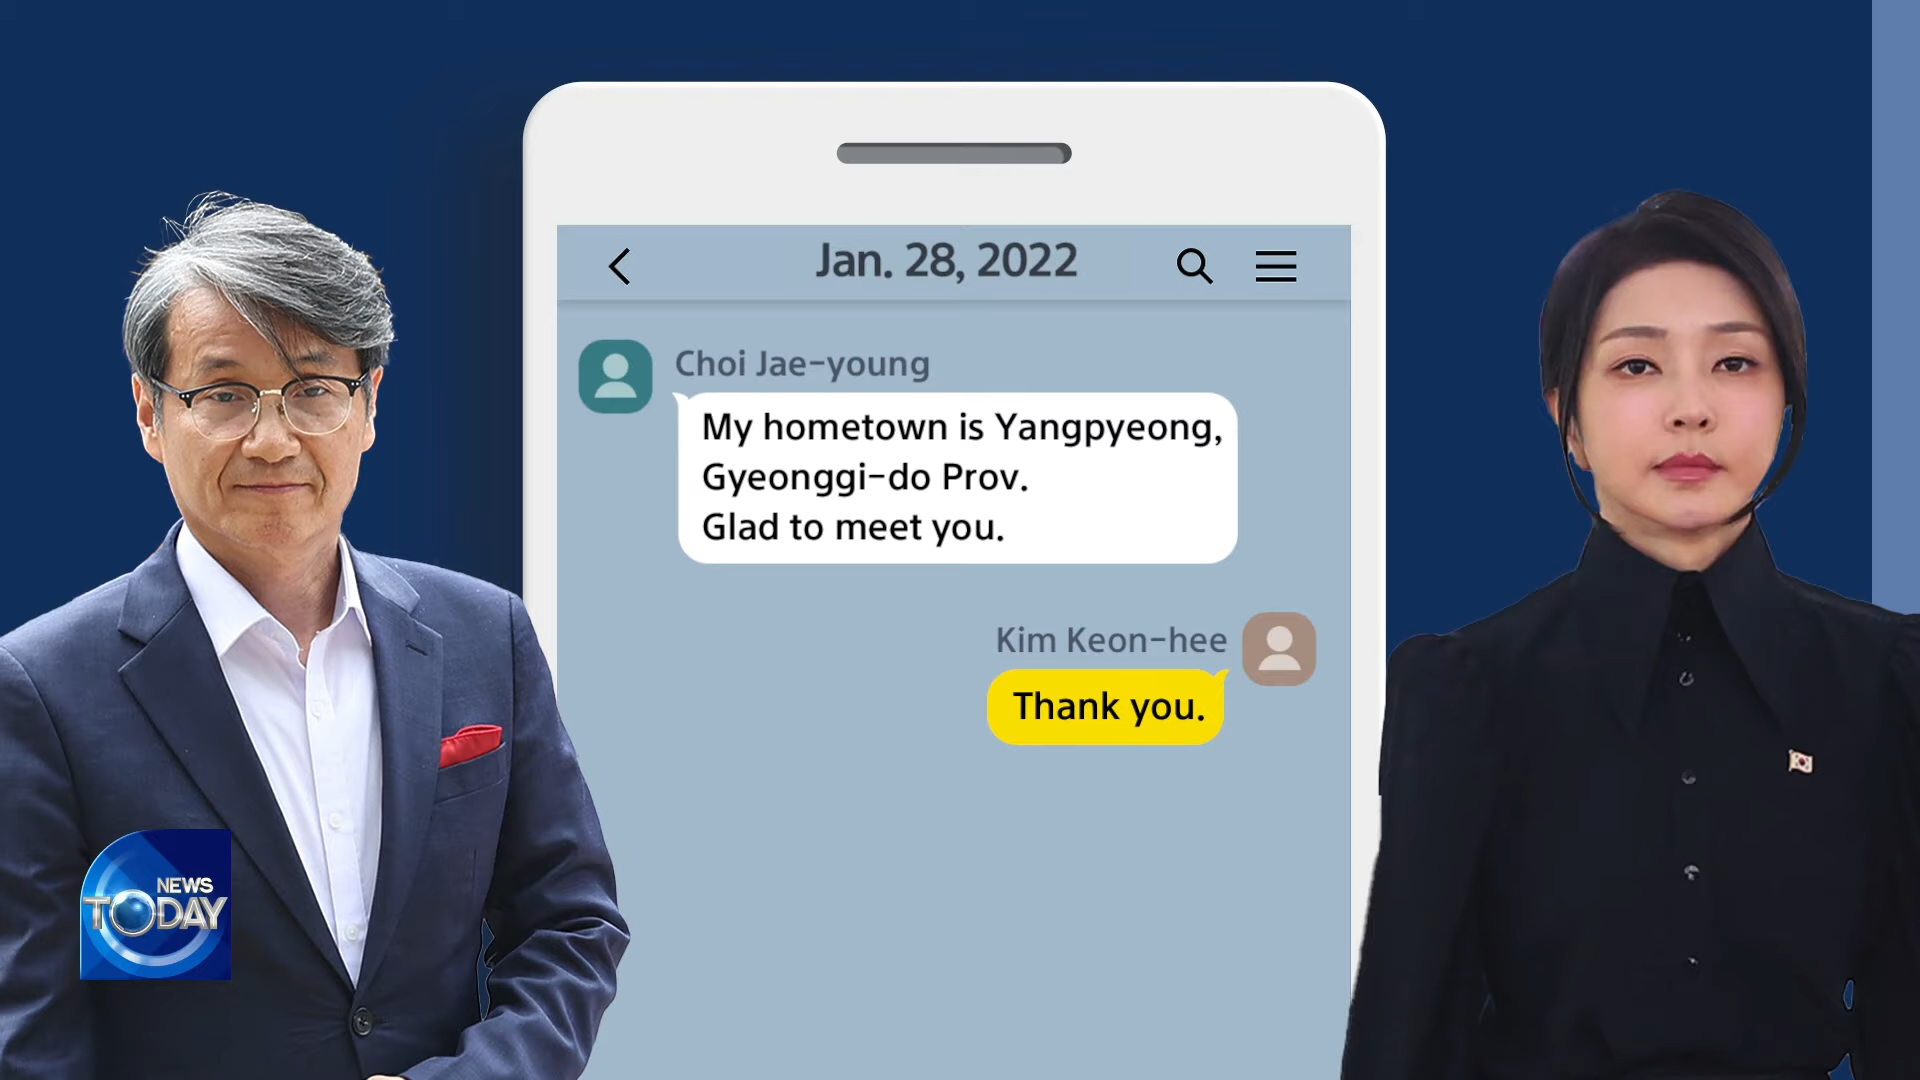 Jan. 28, 2022
Choi Jae-young
My hometown is Yangpyeong,
Gyeonggi-do Prov.
Glad to meet you.
Kim Keon-hee
Thank you.
NEWS
TODAY